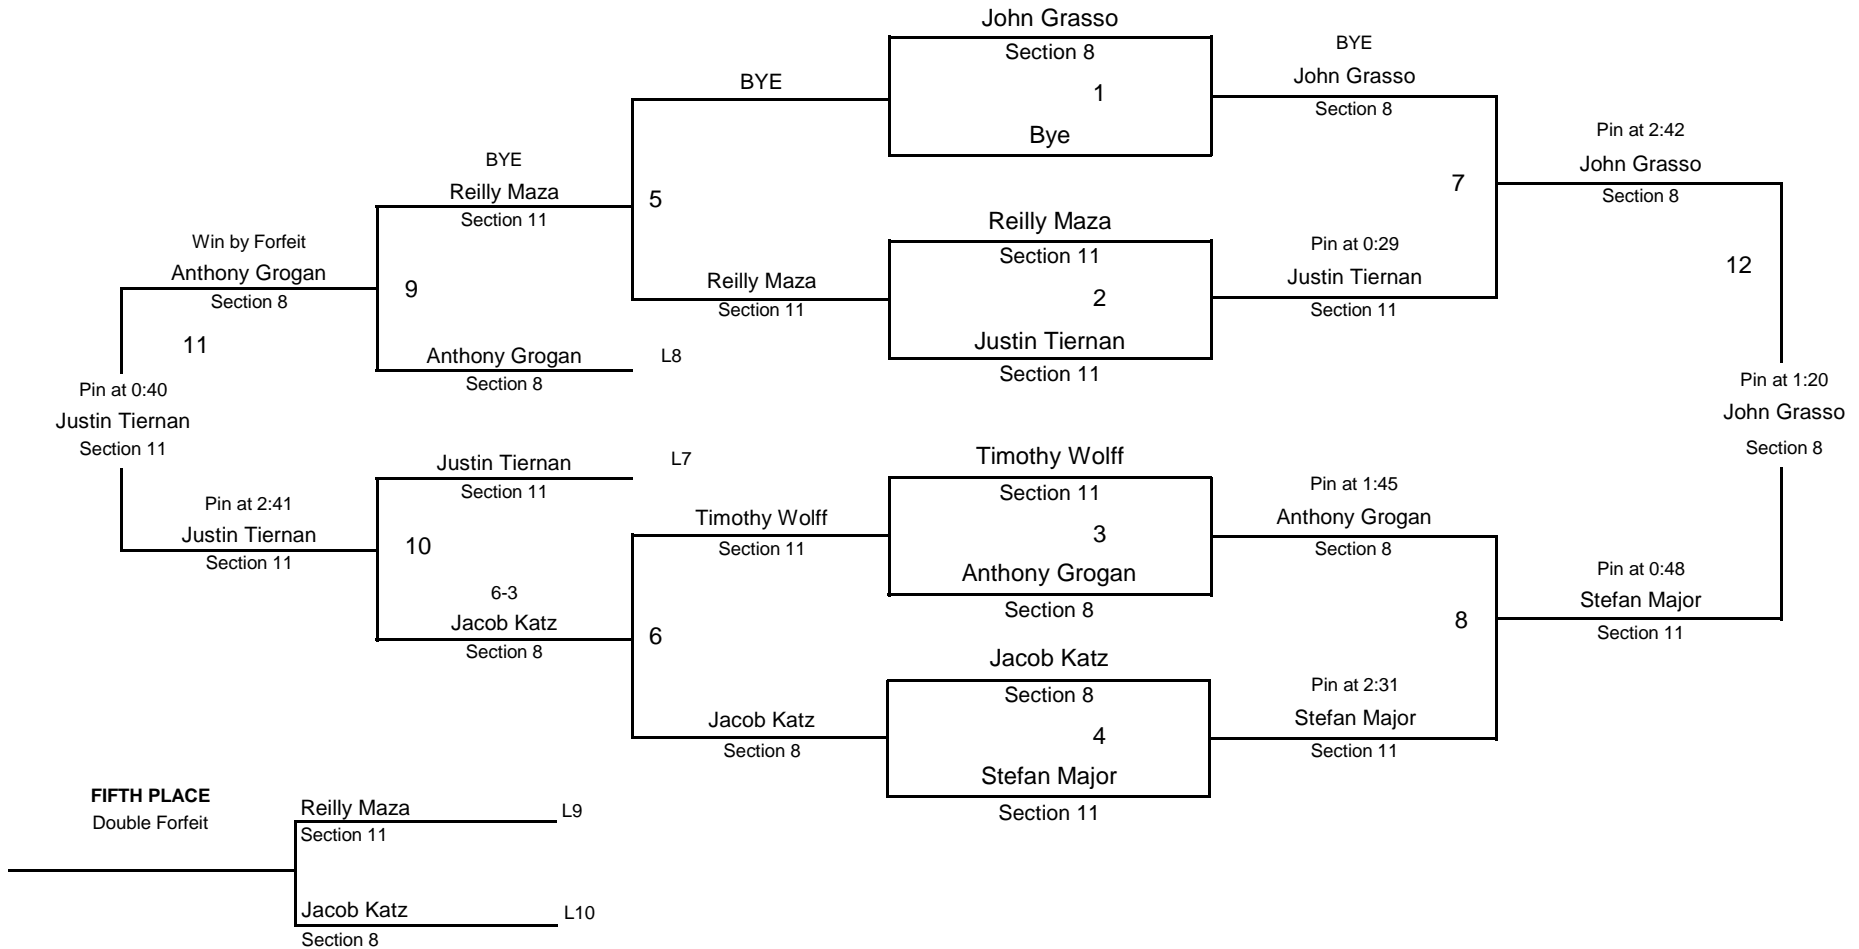 John Grasso
Section 8
1
Bye
BYE
John Grasso
Section 8
BYE
Pin at 2:42
John Grasso
Section 8
BYE
Reilly Maza
Section 11
5
7
Reilly Maza
Section 11
2
Justin Tiernan
Section 11
Pin at 0:29
Justin Tiernan
Section 11
12
Win by Forfeit
Anthony Grogan
Section 8
9
Reilly Maza
Section 11
11
Anthony Grogan
Section 8
L8
Pin at 0:40
Justin Tiernan
Section 11
Pin at 1:20
John Grasso
Section 8
Justin Tiernan
Section 11
L7
Timothy Wolff
Section 11
3
Anthony Grogan
Section 8
Pin at 1:45
Anthony Grogan
Section 8
Pin at 2:41
Justin Tiernan
Section 11
10
Timothy Wolff
Section 11
Pin at 0:48
Stefan Major
Section 11
6-3
Jacob Katz
Section 8
6
8
Jacob Katz
Section 8
4
Stefan Major
Section 11
Pin at 2:31
Stefan Major
Section 11
Jacob Katz
Section 8
FIFTH PLACE
Double Forfeit
Reilly Maza
Section 11
L9
Jacob Katz
Section 8
L10